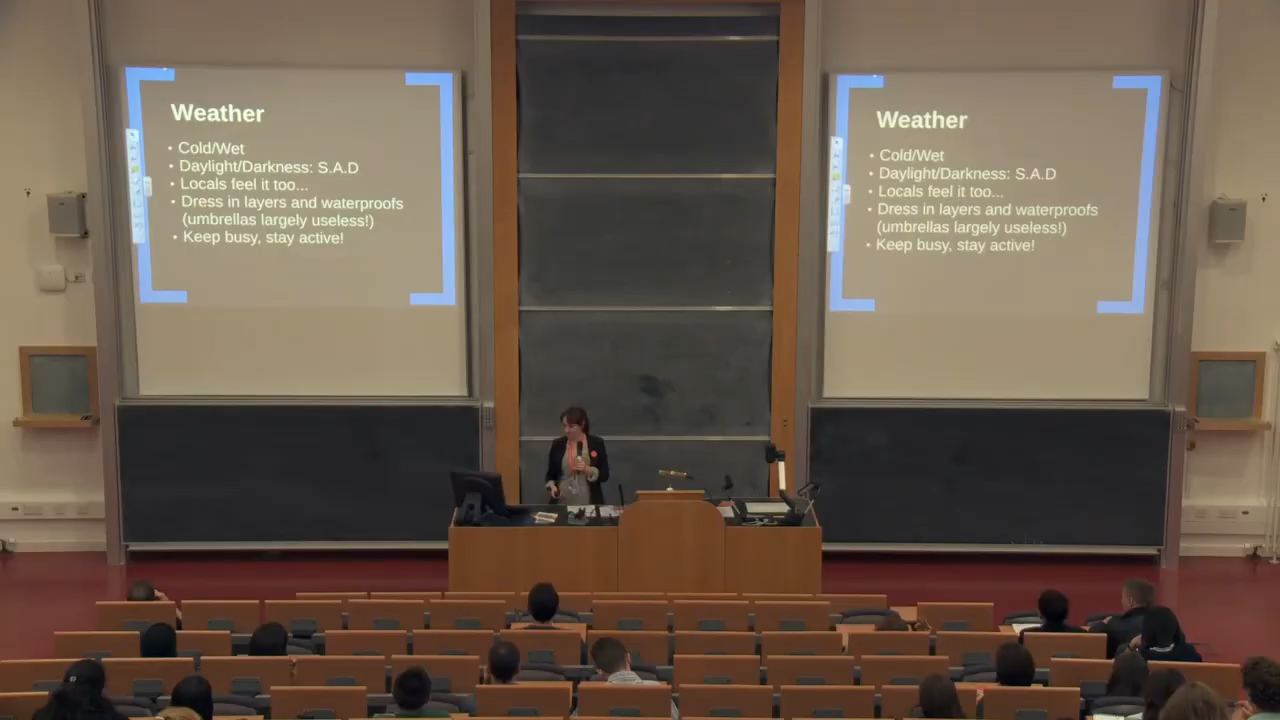 Weather
• Cold/Wet
• Daylight/Darkness: S.A.D
• Locals feel it too...
• Dress in layers and waterproofs
(umbrellas largely useless!)
• Keep busy, stay active!
Weather
• Cold/Wet
• Daylight/Darkness: S.A.D
• Locals feel it too...
• Dress in layers and waterproofs
(umbrellas largely useless!)
• Keep busy, stay active!